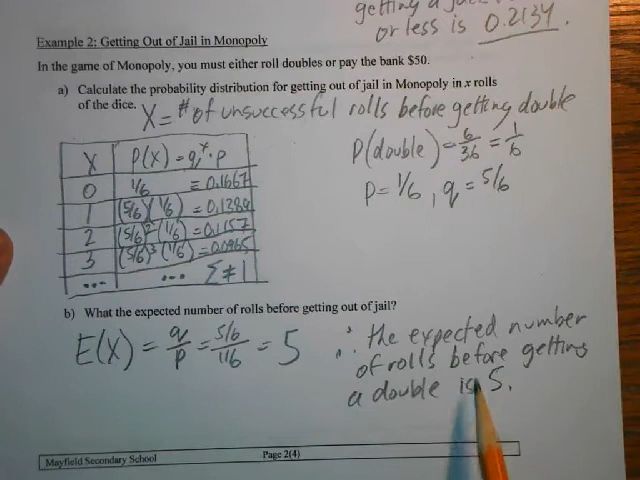 getting a
or less is 0.2134.
Example 2: Getting Out of Jail in Monopoly
In the game of Monopoly, you must either roll doubles or pay the bank $50.
a) Calculate the probability distribution for getting out of jail in Monopoly in x rolls
of the dice. X = # of unsuccessful rolls before getting double
X P(X) = q^x · p
0 1/6 = 0.1667
1 (5/6)(1/6) = 0.1389
2 (5/6)^2 (1/6) = 0.1157
3 (5/6)^3 (1/6) = 0.0965
... ... Σ ≠ 1
P(double) = 6/36 = 1/6
p = 1/6, q = 5/6
b) What the expected number of rolls before getting out of jail?
E(X) = q/p = 5/6 / 1/6 = 5
∴ the expected number
of rolls before getting
a double is 5.
Mayfield Secondary School Page 2(4)